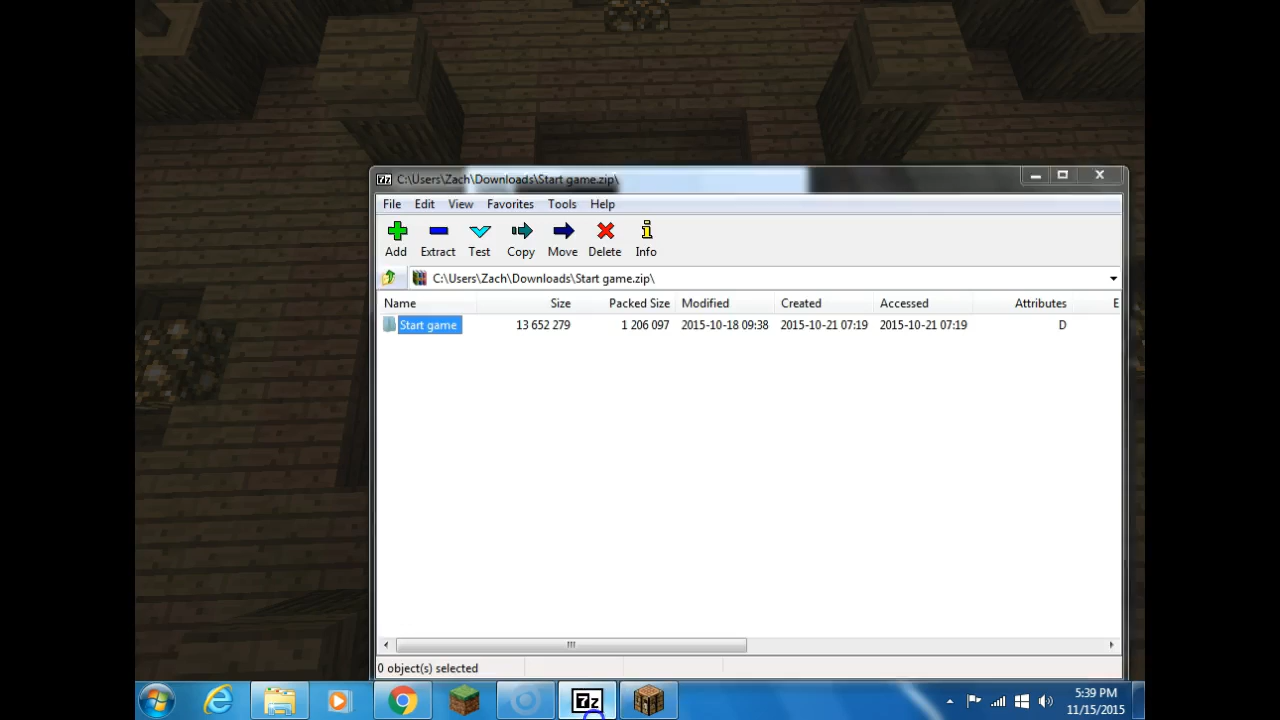 C:\Users\Zach\Downloads\Start game.zip\
File Edit View Favorites Tools Help
Add Extract Test Copy Move Delete Info
C:\Users\Zach\Downloads\Start game.zip\
Name Size Packed Size Modified Created Accessed Attributes E
Start game 13 652 279 1 206 097 2015-10-18 09:38 2015-10-21 07:19 2015-10-21 07:19 D
0 object(s) selected
7z
5:39 PM
11/15/2015